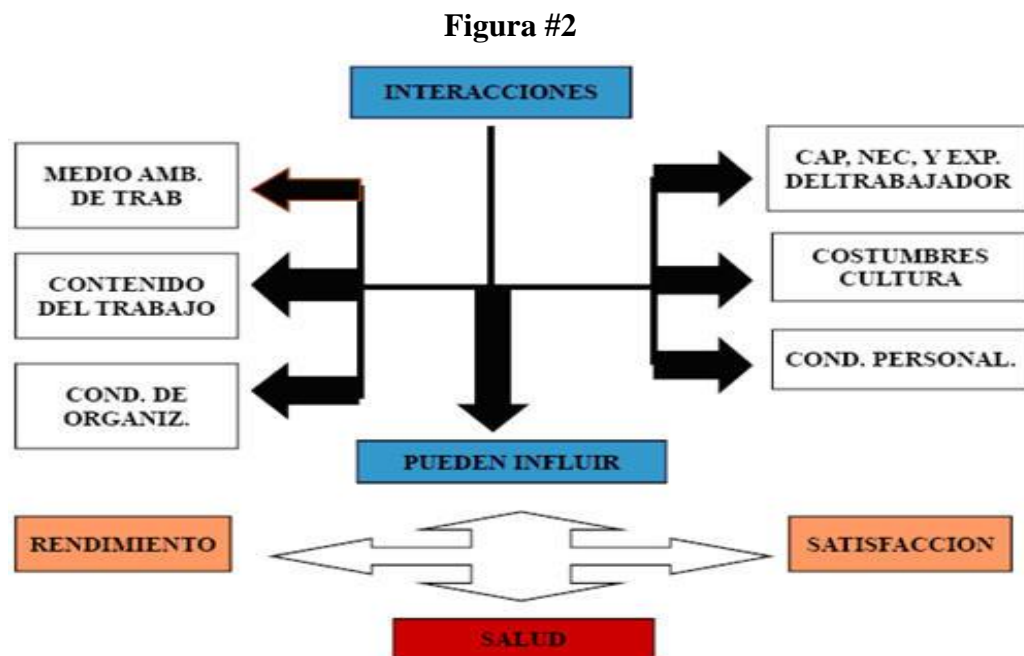 Figura #2
INTERACCIONES
MEDIO AMB.
DE TRAB
CONTENIDO
DEL TRABAJO
COND. DE
ORGANIZ.
CAP, NEC, Y EXP.
DELTRABAJADOR
COSTUMBRES
CULTURA
COND. PERSONAL.
PUEDEN INFLUIR
RENDIMIENTO
SATISFACCION
SALUD